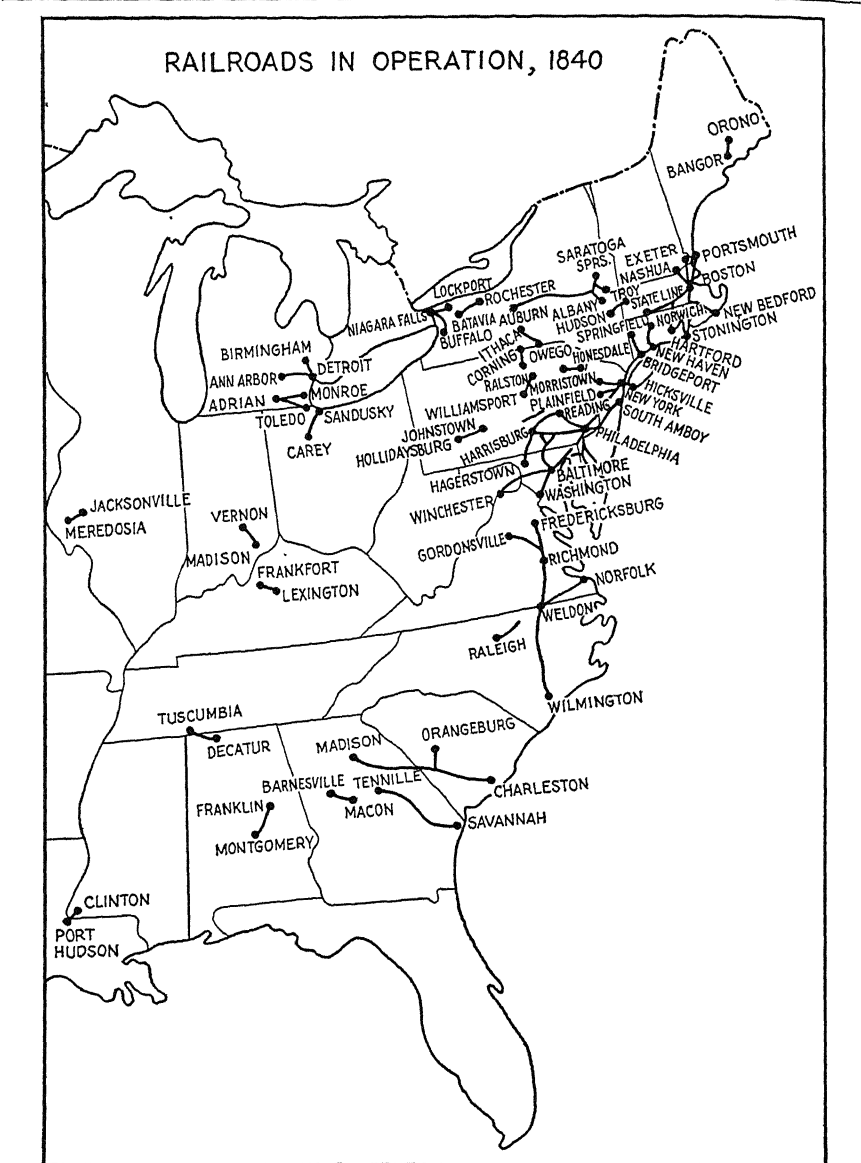 RAILROADS IN OPERATION, 1840
ORONO
BANGOR
SARATOGA
SPRS.
EXETER
PORTSMOUTH
NASHUA
BOSTON
LOCKPORT
ROCHESTER
TROY
STATE LINE
NEW BEDFORD
NIAGARA FALLS
BATAVIA
AUBURN
ALBANY
HUDSON
NORWICH
STONINGTON
BUFFALO
SPRINGFIELD
HARTFORD
ITHACA
OWEGO
HONESDALE
NEW HAVEN
CORNING
BRIDGEPORT
BIRMINGHAM
DETROIT
ANN ARBOR
RALSTON
MORRISTOWN
HICKSVILLE
ADRIAN
MONROE
WILLIAMSPORT
PLAINFIELD
NEW YORK
TOLEDO
SANDUSKY
READING
SOUTH AMBOY
CAREY
JOHNSTOWN
HOLLIDAYSBURG
HARRISBURG
PHILADELPHIA
HAGERSTOWN
BALTIMORE
WASHINGTON
WINCHESTER
JACKSONVILLE
MEREDOSIA
VERNON
FREDERICKSBURG
MADISON
GORDONSVILLE
RICHMOND
FRANKFORT
LEXINGTON
NORFOLK
WELDON
RALEIGH
WILMINGTON
TUSCUMBIA
DECATUR
ORANGEBURG
MADISON
CHARLESTON
BARNESVILLE
TENNILLE
FRANKLIN
MACON
SAVANNAH
MONTGOMERY
CLINTON
PORT
HUDSON